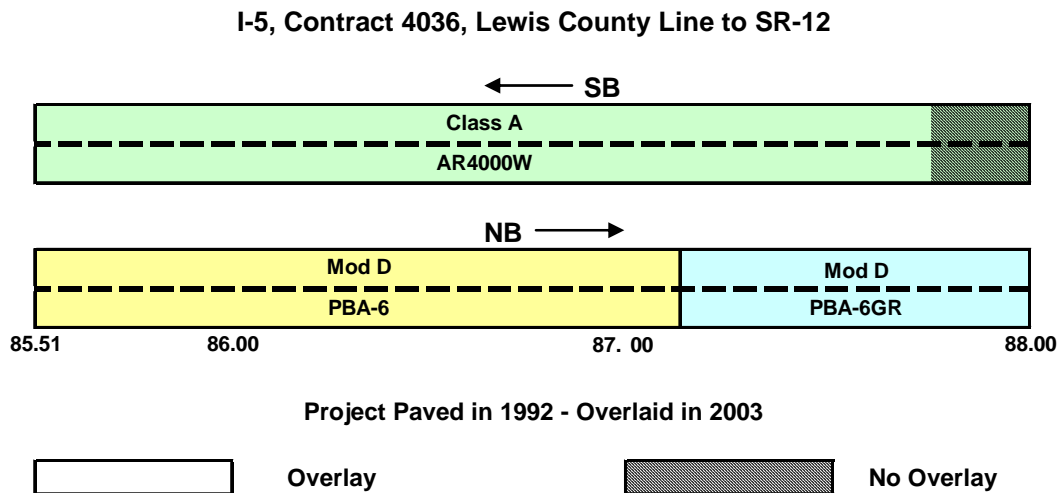 I-5, Contract 4036, Lewis County Line to SR-12
SB
Class A
AR4000W
NB
Mod D Mod D
PBA-6 PBA-6GR
85.51 86.00 87. 00 88.00
Project Paved in 1992 - Overlaid in 2003
Overlay No Overlay